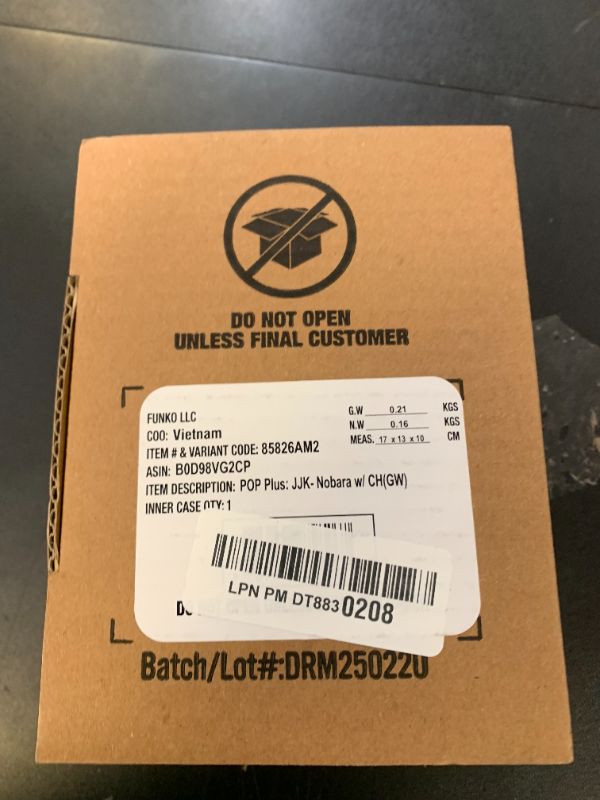 DO NOT OPEN
UNLESS FINAL CUSTOMER
FUNKO LLC
COO: Vietnam
ITEM # & VARIANT CODE: 85826AM2
ASIN: B0D98VG2CP
ITEM DESCRIPTION: POP Plus: JJK- Nobara w/ CH(GW)
INNER CASE QTY: 1
G.W 0.21 KGS
N.W 0.16 KGS
MEAS. 17 x 13 x 10 CM
LPN PM DT883 0208
Batch/Lot#:DRM250220